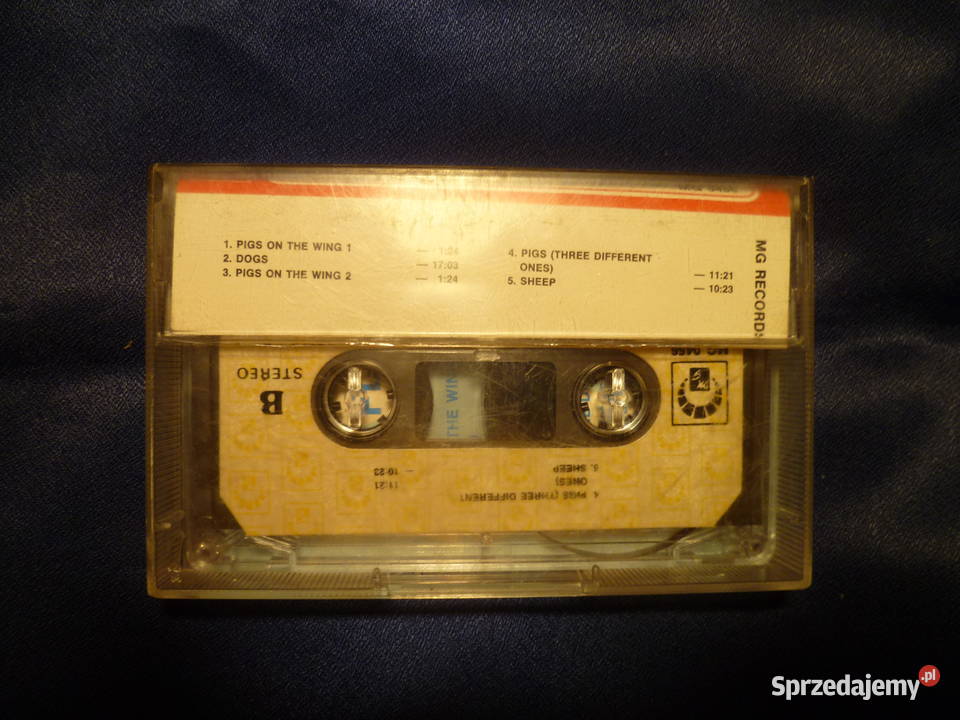 1. PIGS ON THE WING 1 — 1:24
2. DOGS — 17:03
3. PIGS ON THE WING 2 — 1:24
4. PIGS (THREE DIFFERENT
ONES) — 11:21
5. SHEEP — 10:23
MG RECORDS
B
STEREO
THE WIN
4. PIGS (THREE DIFFERENT
ONES) 11:21
5. SHEEP — 10:23
Sprzedajemy.pl